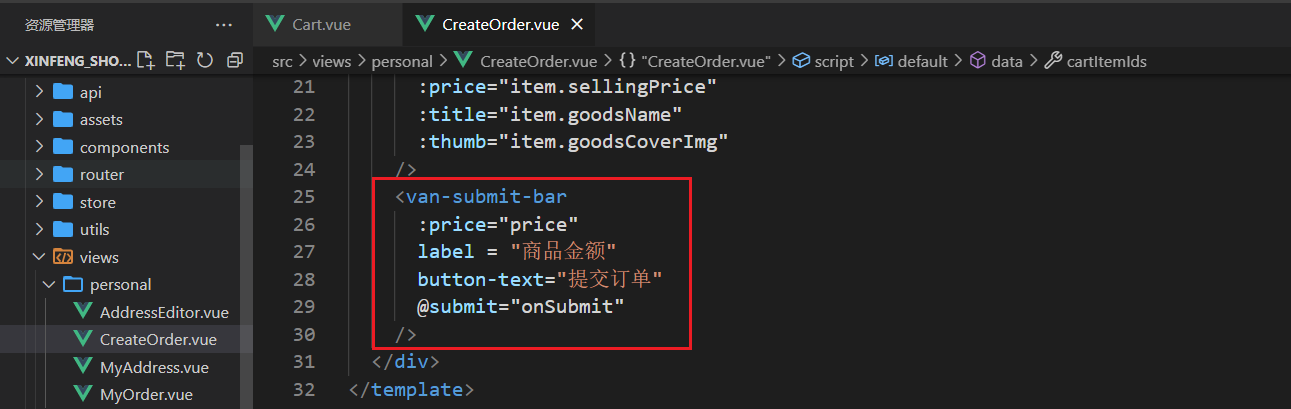 资源管理器 ···
Cart.vue
CreateOrder.vue ×
XINFENG_SHO...
src > views > personal > CreateOrder.vue > {} "CreateOrder.vue" > script > default > data > cartItemIds
api
assets
components
router
store
utils
views
personal
AddressEditor.vue
CreateOrder.vue
MyAddress.vue
MyOrder.vue
21 :price="item.sellingPrice"
22 :title="item.goodsName"
23 :thumb="item.goodsCoverImg"
24 />
25 <van-submit-bar
26 :price="price"
27 label = "商品金额"
28 button-text="提交订单"
29 @submit="onSubmit"
30 />
31 </div>
32 </template>